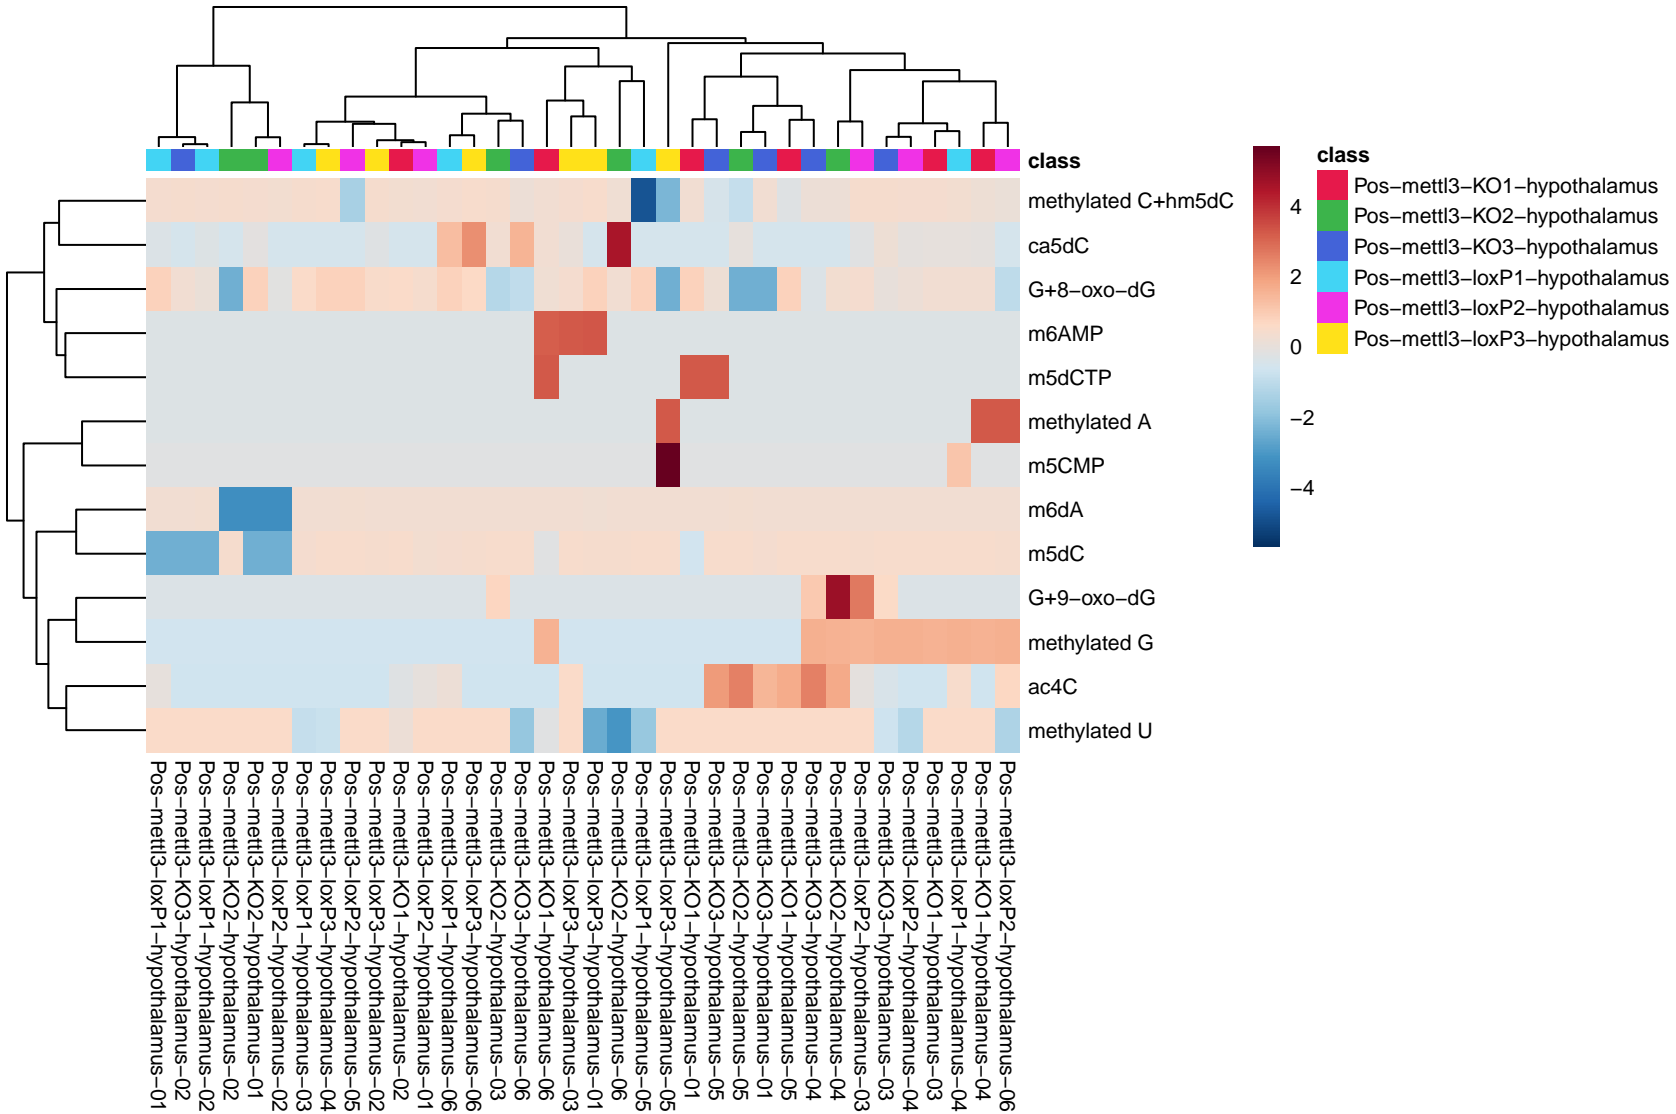 class
methylated C+hm5dC
ca5dC
G+8−oxo−dG
m6AMP
m5dCTP
methylated A
m5CMP
m6dA
m5dC
G+9−oxo−dG
methylated G
ac4C
methylated U
4
2
0
−2
−4
class
Pos−mettl3−KO1−hypothalamus
Pos−mettl3−KO2−hypothalamus
Pos−mettl3−KO3−hypothalamus
Pos−mettl3−loxP1−hypothalamus
Pos−mettl3−loxP2−hypothalamus
Pos−mettl3−loxP3−hypothalamus
Pos−mettl3−loxP1−hypothalamus−01
Pos−mettl3−KO3−hypothalamus−02
Pos−mettl3−loxP1−hypothalamus−02
Pos−mettl3−KO2−hypothalamus−02
Pos−mettl3−KO2−hypothalamus−01
Pos−mettl3−loxP2−hypothalamus−02
Pos−mettl3−loxP1−hypothalamus−03
Pos−mettl3−loxP3−hypothalamus−04
Pos−mettl3−loxP2−hypothalamus−05
Pos−mettl3−loxP3−hypothalamus−02
Pos−mettl3−KO1−hypothalamus−02
Pos−mettl3−loxP2−hypothalamus−01
Pos−mettl3−loxP1−hypothalamus−06
Pos−mettl3−loxP3−hypothalamus−06
Pos−mettl3−KO2−hypothalamus−03
Pos−mettl3−KO3−hypothalamus−06
Pos−mettl3−KO1−hypothalamus−06
Pos−mettl3−loxP3−hypothalamus−03
Pos−mettl3−loxP3−hypothalamus−01
Pos−mettl3−KO2−hypothalamus−06
Pos−mettl3−loxP1−hypothalamus−05
Pos−mettl3−loxP3−hypothalamus−05
Pos−mettl3−KO1−hypothalamus−01
Pos−mettl3−KO3−hypothalamus−05
Pos−mettl3−KO2−hypothalamus−05
Pos−mettl3−KO3−hypothalamus−01
Pos−mettl3−KO1−hypothalamus−05
Pos−mettl3−KO3−hypothalamus−04
Pos−mettl3−KO2−hypothalamus−04
Pos−mettl3−loxP2−hypothalamus−03
Pos−mettl3−KO3−hypothalamus−03
Pos−mettl3−loxP2−hypothalamus−04
Pos−mettl3−KO1−hypothalamus−03
Pos−mettl3−loxP1−hypothalamus−04
Pos−mettl3−KO1−hypothalamus−04
Pos−mettl3−loxP2−hypothalamus−06